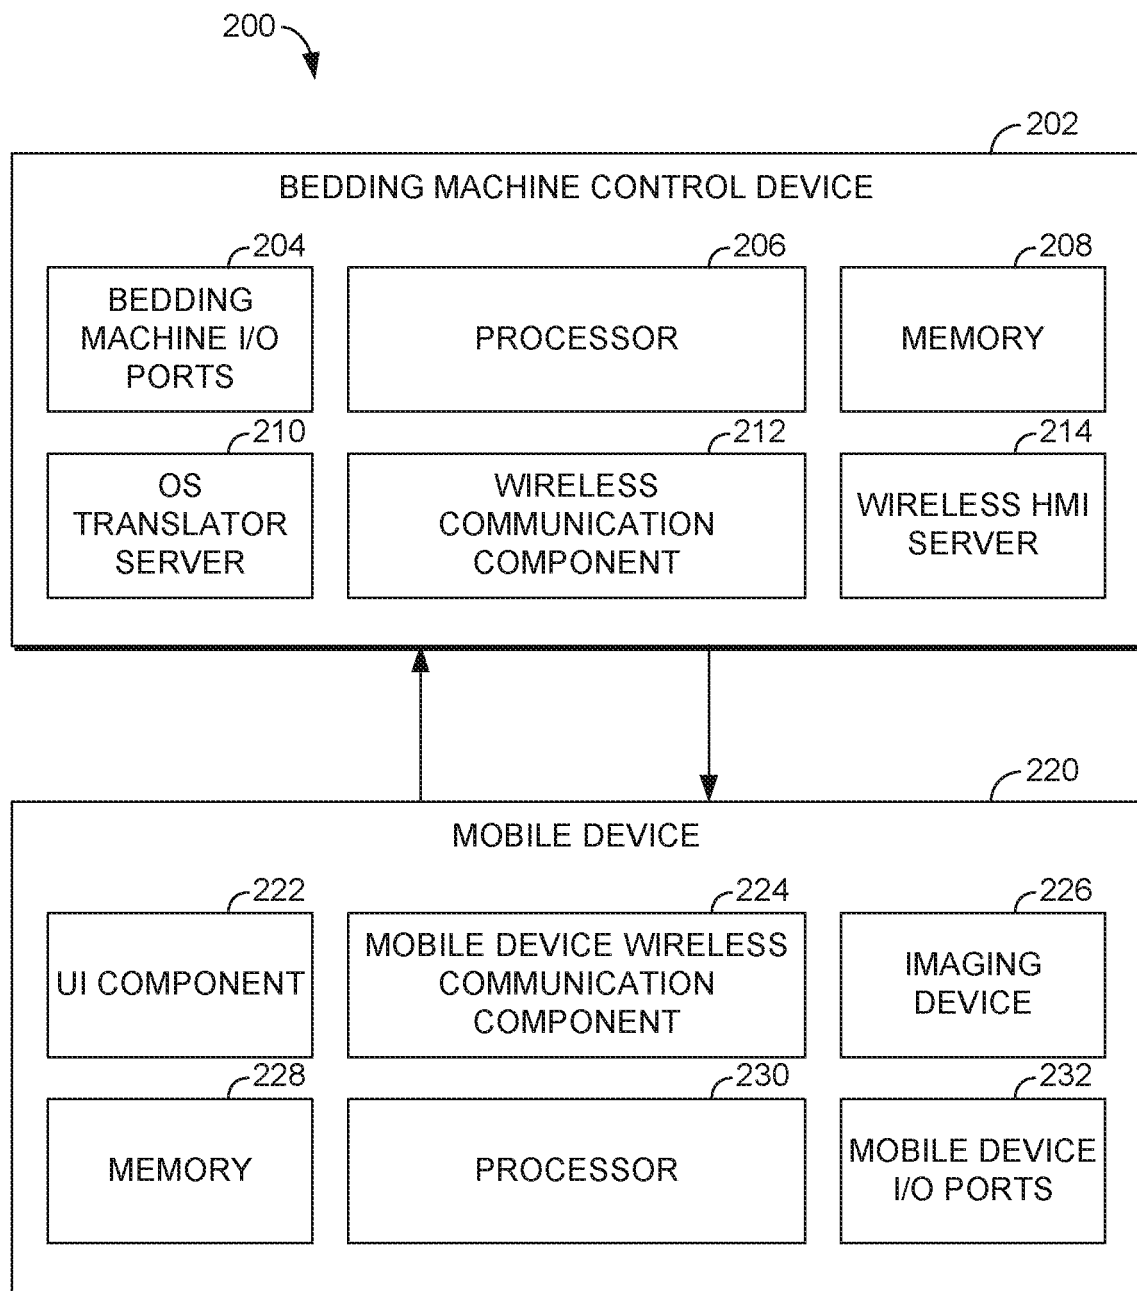 200
202
BEDDING MACHINE CONTROL DEVICE
204
206
208
BEDDING
MACHINE I/O
PORTS
PROCESSOR
MEMORY
210
212
214
OS
TRANSLATOR
SERVER
WIRELESS
COMMUNICATION
COMPONENT
WIRELESS HMI
SERVER
220
MOBILE DEVICE
222
224
226
UI COMPONENT
MOBILE DEVICE WIRELESS
COMMUNICATION
COMPONENT
IMAGING
DEVICE
228
230
232
MEMORY
PROCESSOR
MOBILE DEVICE
I/O PORTS